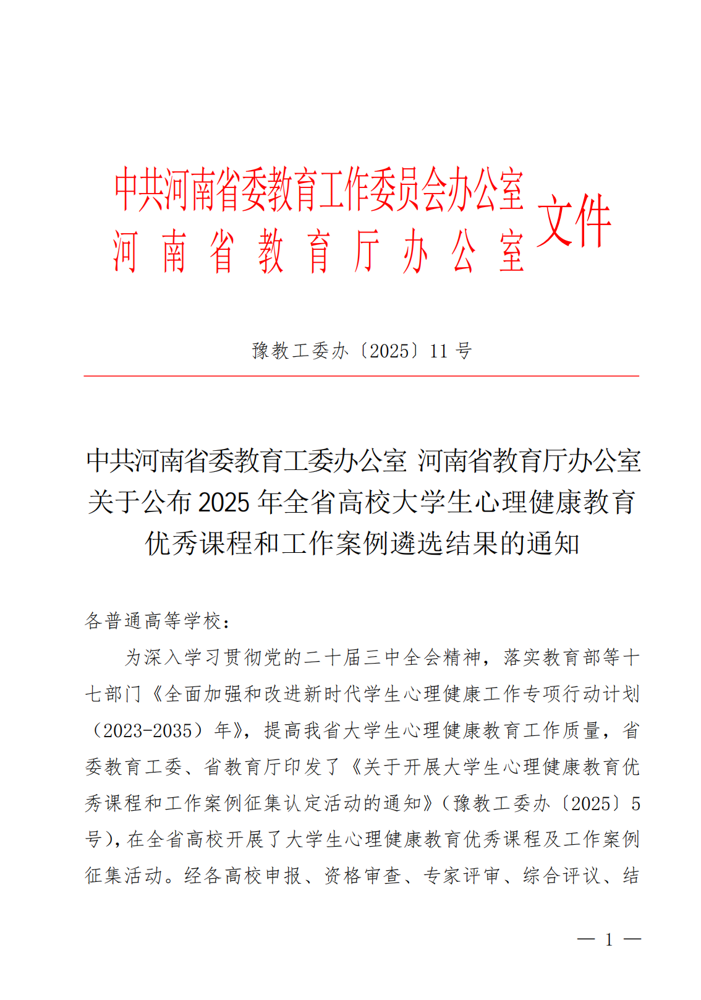 中共河南省委教育工作委员会办公室
河南省教育厅办公室
文件
豫教工委办〔2025〕11 号
中共河南省委教育工委办公室 河南省教育厅办公室
关于公布 2025 年全省高校大学生心理健康教育
优秀课程和工作案例遴选结果的通知
各普通高等学校：
为深入学习贯彻党的二十届三中全会精神，落实教育部等十
七部门《全面加强和改进新时代学生心理健康工作专项行动计划
（2023-2035）年》，提高我省大学生心理健康教育工作质量，省
委教育工委、省教育厅印发了《关于开展大学生心理健康教育优
秀课程和工作案例征集认定活动的通知》（豫教工委办〔2025〕5
号），在全省高校开展了大学生心理健康教育优秀课程及工作案例
征集活动。经各高校申报、资格审查、专家评审、综合评议、结
— 1 —